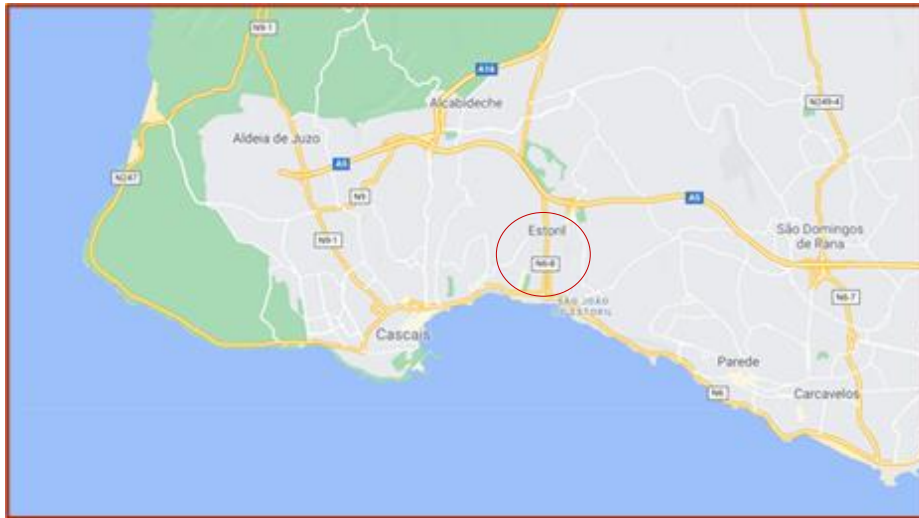 N9-1
A16
Alcabideche
N249-4
Aldeia de Juzo
A5
N247
N9
A5
Estoril
São Domingos
de Rana
N9-1
N6-8
SÃO JOÃO
ESTORIL
N6-7
Cascais
Parede
N6
Carcavelos